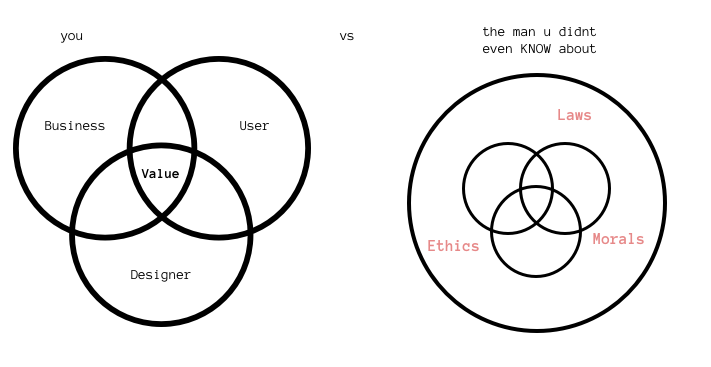 you
vs
the man u didnt
even KNOW about
Business
User
Value
Designer
Laws
Ethics
Morals